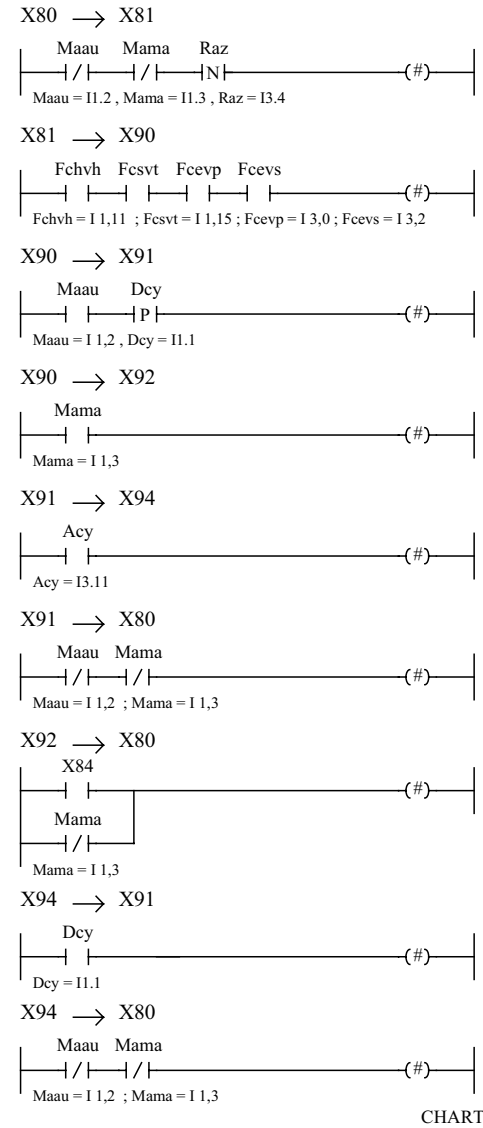 X80 → X81
Maau Mama Raz
N (#)
Maau = I1.2 , Mama = I1.3 , Raz = I3.4
X81 → X90
Fchvh Fcsvt Fcevp Fcevs
(#)
Fchvh = I 1,11 ; Fcsvt = I 1,15 ; Fcevp = I 3,0 ; Fcevs = I 3,2
X90 → X91
Maau Dcy
P (#)
Maau = I 1,2 , Dcy = I1.1
X90 → X92
Mama
(#)
Mama = I 1,3
X91 → X94
Acy
(#)
Acy = I3.11
X91 → X80
Maau Mama
(#)
Maau = I 1,2 ; Mama = I 1,3
X92 → X80
X84
(#)
Mama
Mama = I 1,3
X94 → X91
Dcy
(#)
Dcy = I1.1
X94 → X80
Maau Mama
(#)
Maau = I 1,2 ; Mama = I 1,3
CHART